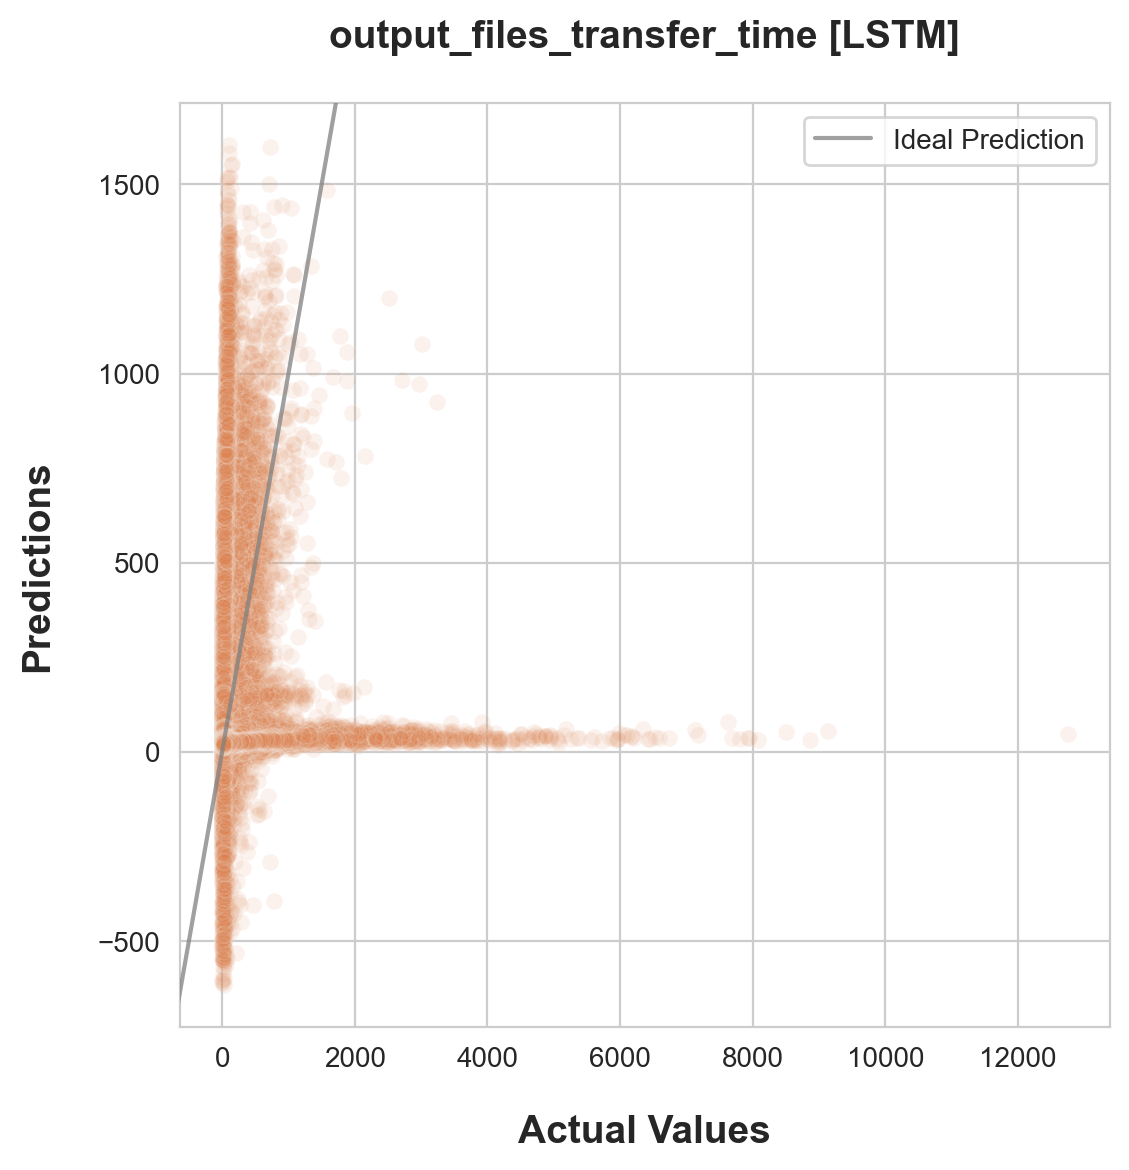 output_files_transfer_time [LSTM]
Ideal Prediction
1500
1000
500
0
−500
Predictions
0 2000 4000 6000 8000 10000 12000
Actual Values